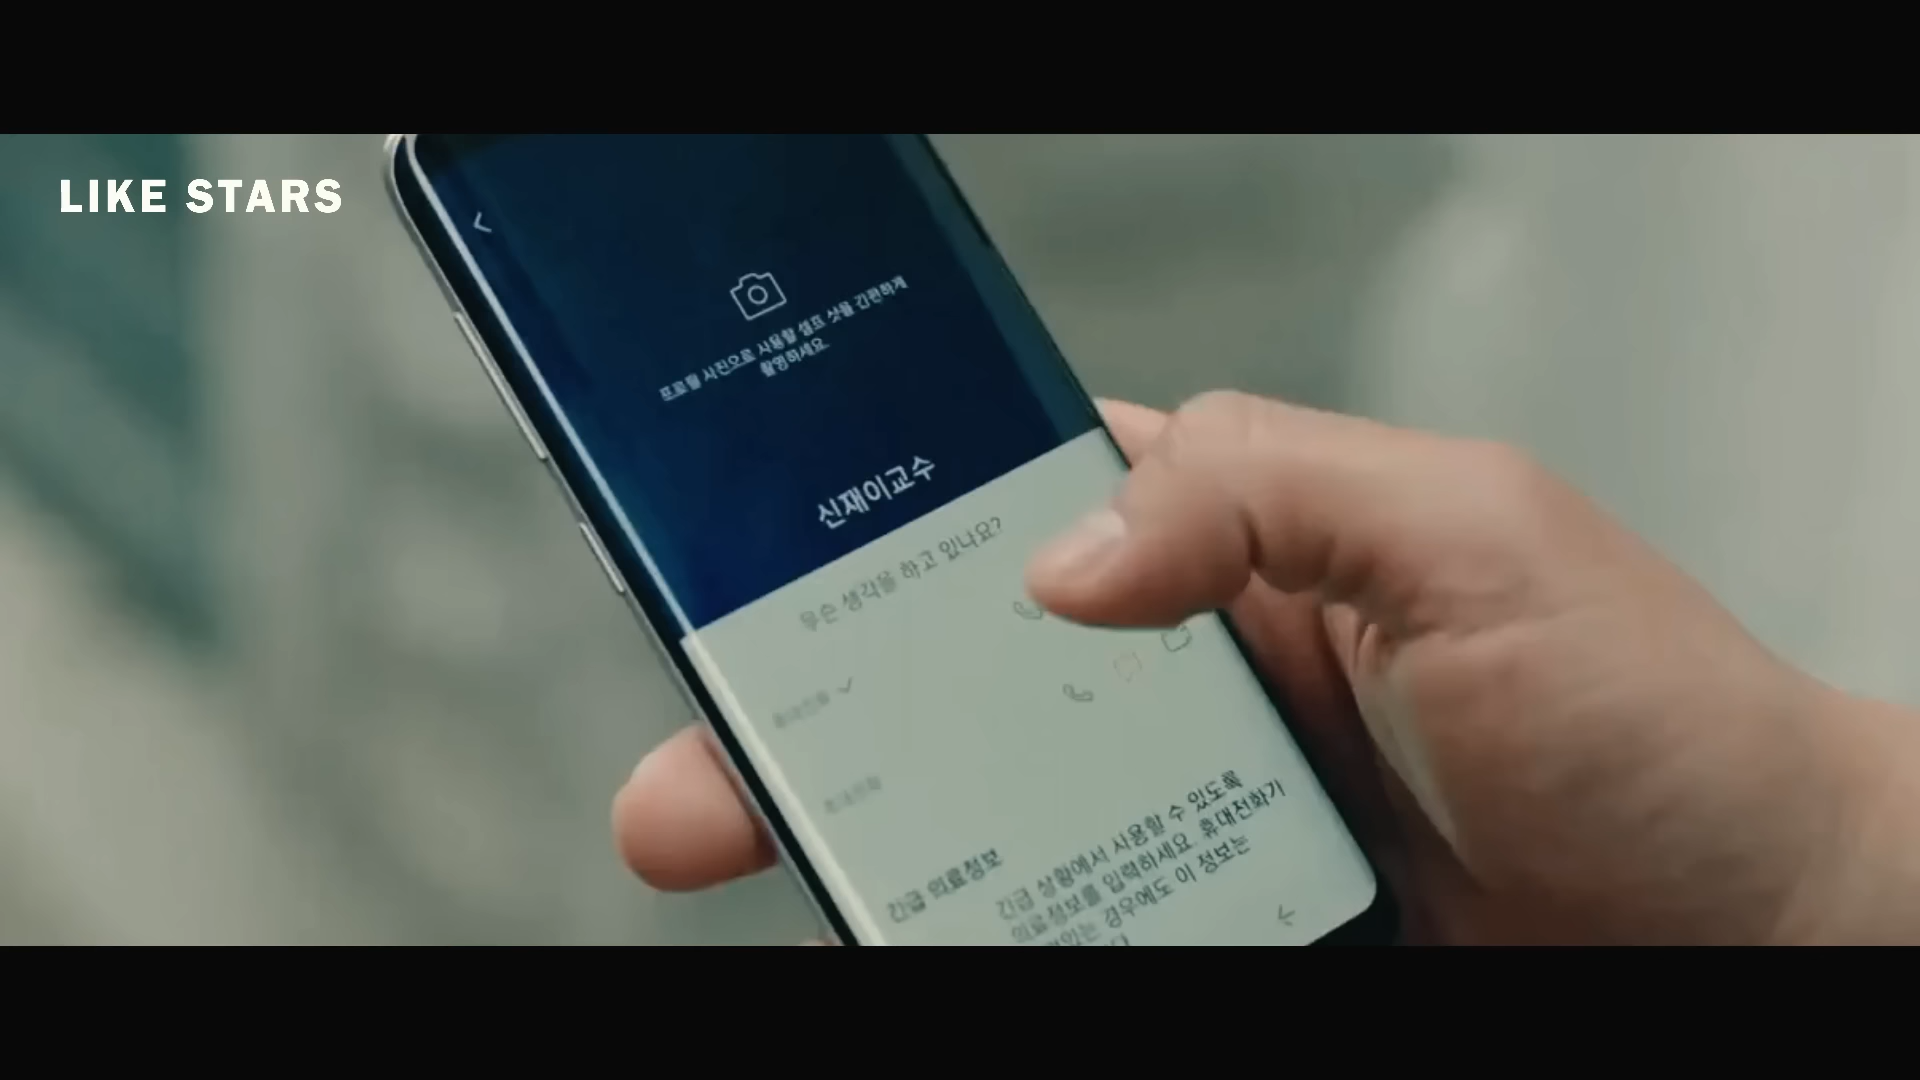 LIKE STARS
프로필 사진으로 사용할 셀프 샷을 간편하게
촬영하세요.
신재이교수
무슨 생각을 하고 있나요?
긴급 의료정보
긴급 상황에서 사용할 수 있도록
의료정보를 입력하세요. 휴대전화기
있는 경우에도 이 정보는